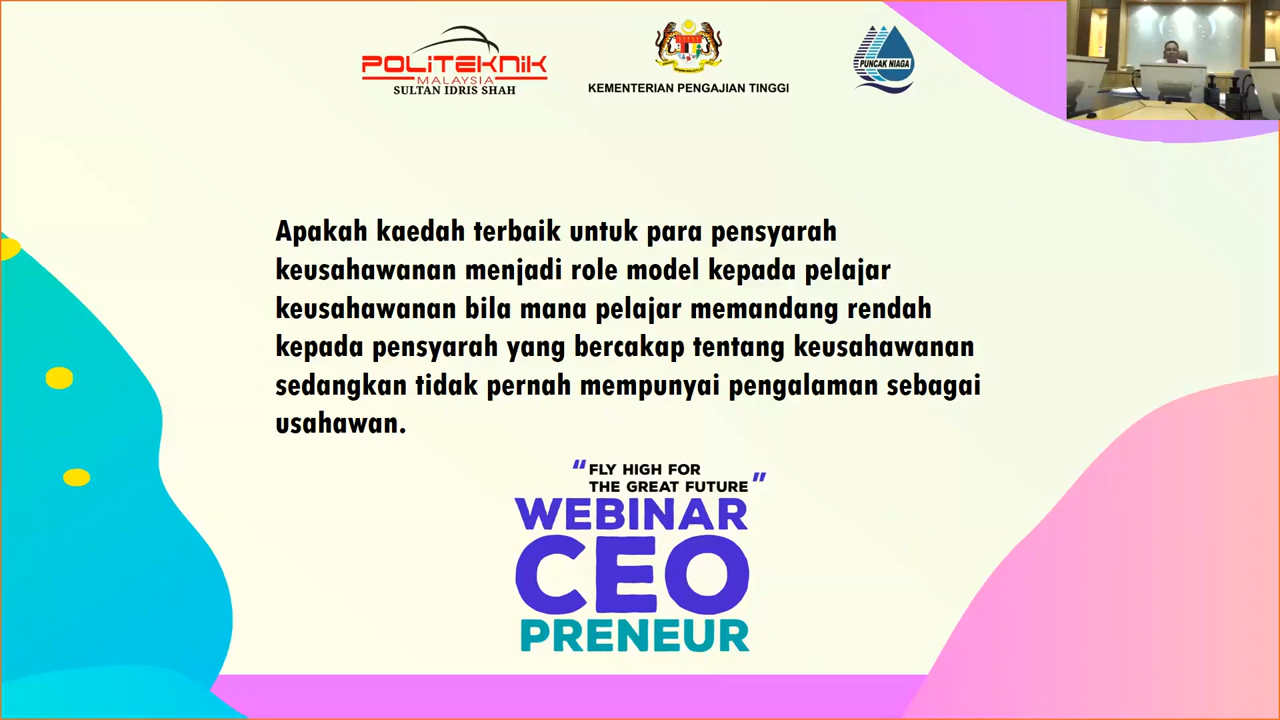 POLITEKNIK
MALAYSIA
SULTAN IDRIS SHAH
KEMENTERIAN PENGAJIAN TINGGI
PUNCAK NIAGA
Apakah kaedah terbaik untuk para pensyarah
keusahawanan menjadi role model kepada pelajar
keusahawanan bila mana pelajar memandang rendah
kepada pensyarah yang bercakap tentang keusahawanan
sedangkan tidak pernah mempunyai pengalaman sebagai
usahawan.
“FLY HIGH FOR
THE GREAT FUTURE”
WEBINAR
CEO
PRENEUR